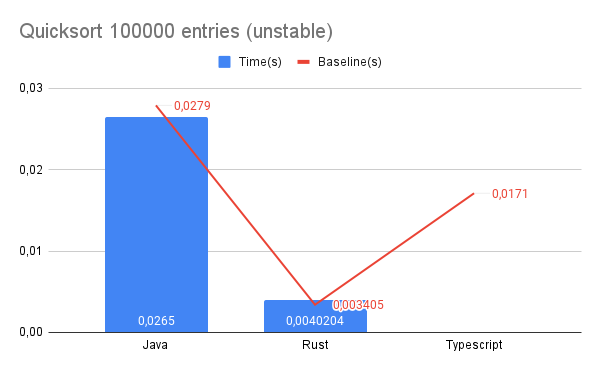 Quicksort 100000 entries (unstable)
Time(s) Baseline(s)
0,03
0,0279
0,02
0,0171
0,01
0,003405
0,0265 0,0040204
0,00
Java Rust Typescript